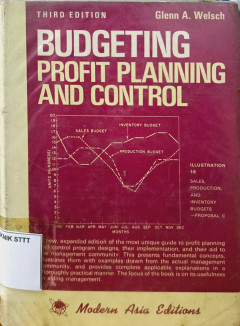 THIRD EDITION
Glenn A. Welsch
BUDGETING
PROFIT PLANNING
AND CONTROL
INVENTORY BUDGET
SALES BUDGET
PRODUCTION BUDGET
ILLUSTRATION
16
SALES,
PRODUCTION,
AND
INVENTORY
BUDGETS
—PROPOSAL C
FEB MAR APR MAY JUN JUL AUG SEP OCT NOV DEC
MONTHS
NIK STTT
new, expanded edition of the most unique guide to profit planning
control program designs, their implementation, and their aid to
management community. This presents fundamental concepts,
them with examples drawn from the actual management
community, and provides complete applicable explanations in a
thoroughly practical manner. The focus of the book is on its usefulness
management.
Modern Asia Editions